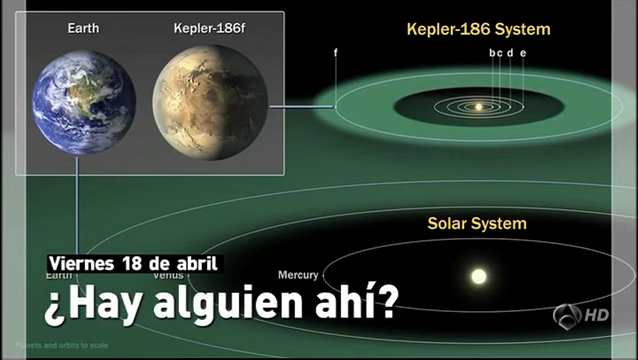 Earth
Kepler-186f
Kepler-186 System
f
b c d e
Solar System
Viernes 18 de abril
Earth
Venus
Mercury
¿Hay alguien ahí?
HD
Planets and orbits to scale